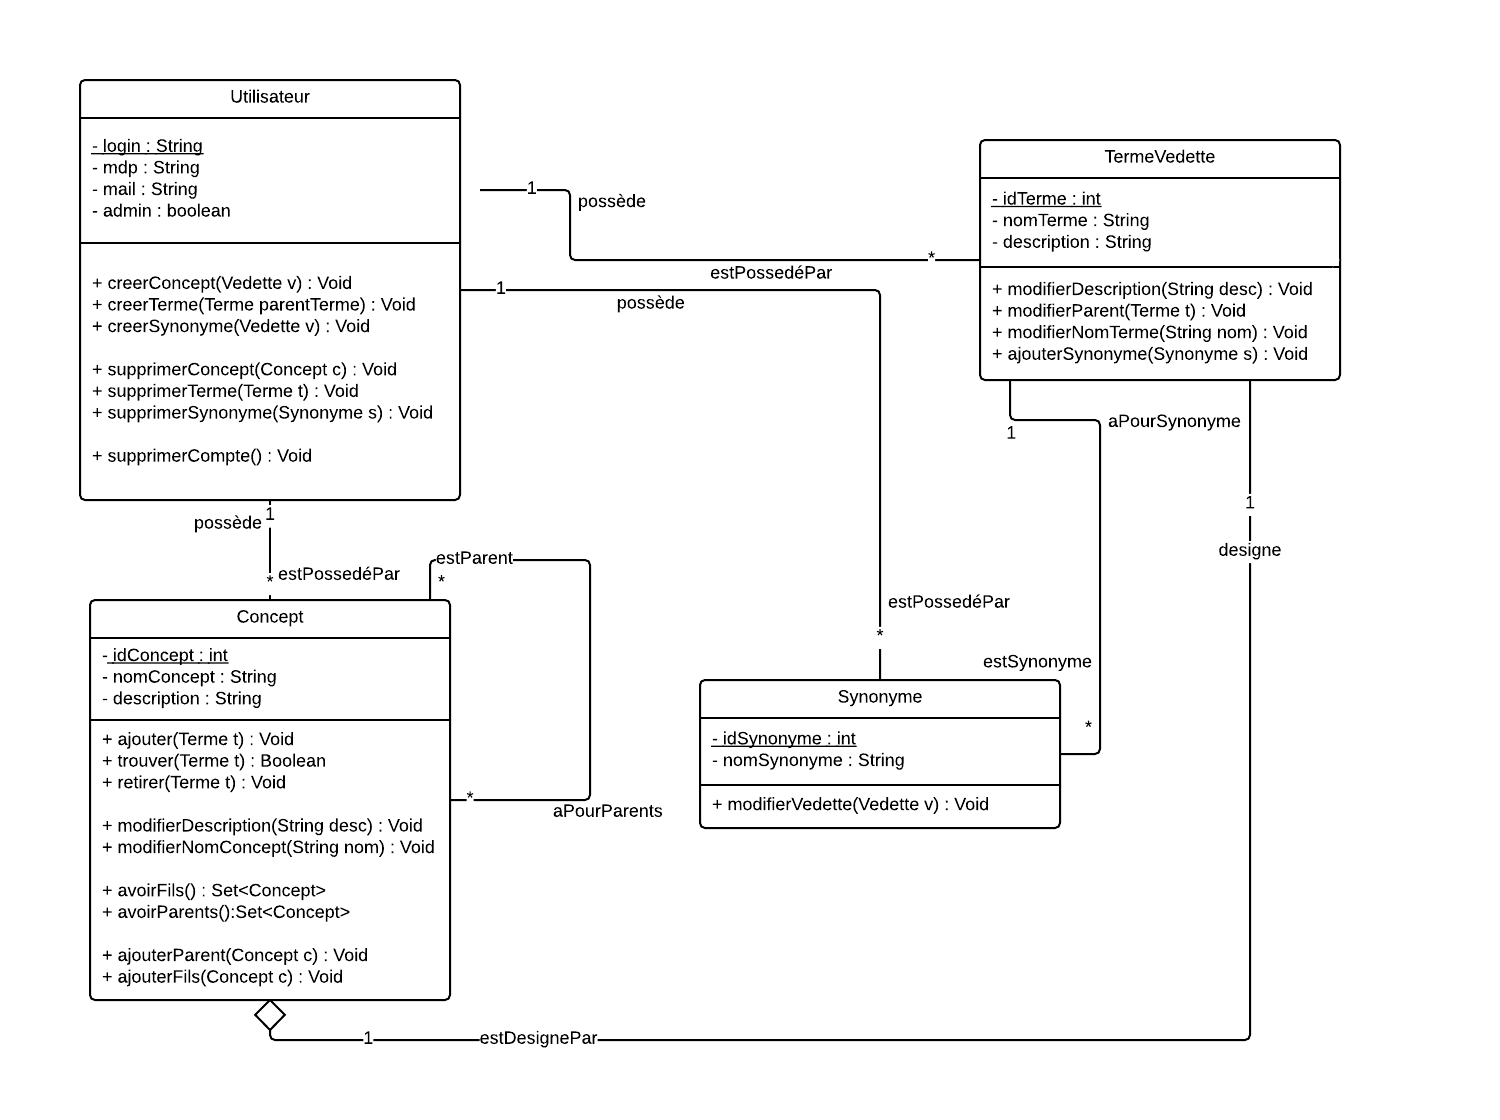 Utilisateur
- login : String
- mdp : String
- mail : String
- admin : boolean
+ creerConcept(Vedette v) : Void
+ creerTerme(Terme parentTerme) : Void
+ creerSynonyme(Vedette v) : Void
+ supprimerConcept(Concept c) : Void
+ supprimerTerme(Terme t) : Void
+ supprimerSynonyme(Synonyme s) : Void
+ supprimerCompte() : Void
1
possède
*
estPossedéPar
1
possède
TermeVedette
- idTerme : int
- nomTerme : String
- description : String
+ modifierDescription(String desc) : Void
+ modifierParent(Terme t) : Void
+ modifierNomTerme(String nom) : Void
+ ajouterSynonyme(Synonyme s) : Void
1
aPourSynonyme
1
designe
possède
1
*
estPossedéPar
estParent
*
Concept
- idConcept : int
- nomConcept : String
- description : String
+ ajouter(Terme t) : Void
+ trouver(Terme t) : Boolean
+ retirer(Terme t) : Void
+ modifierDescription(String desc) : Void
+ modifierNomConcept(String nom) : Void
+ avoirFils() : Set<Concept>
+ avoirParents():Set<Concept>
+ ajouterParent(Concept c) : Void
+ ajouterFils(Concept c) : Void
*
aPourParents
estPossedéPar
*
estSynonyme
*
Synonyme
- idSynonyme : int
- nomSynonyme : String
+ modifierVedette(Vedette v) : Void
1
estDesignePar